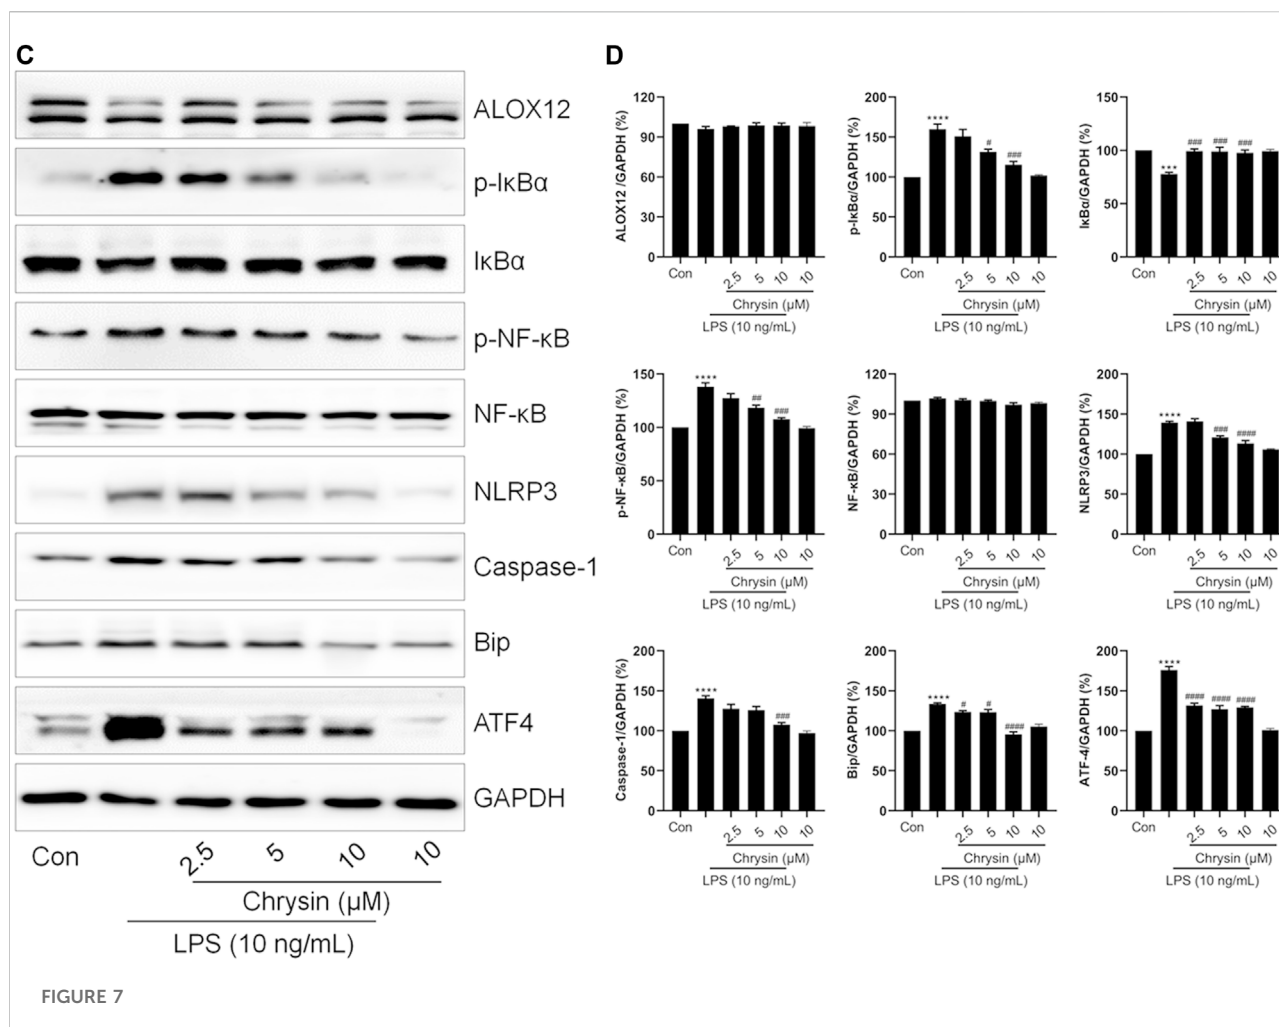 C
ALOX12
p-IκBα
IκBα
p-NF-κB
NF-κB
NLRP3
Caspase-1
Bip
ATF4
GAPDH
Con 2.5 5 10 10
Chrysin (μM)
LPS (10 ng/mL)
D
ALOX12 /GAPDH (%)
120
90
60
30
0
Con 2.5 5 10 10
Chrysin (μM)
LPS (10 ng/mL)
p-IκBα/GAPDH (%)
200
150
100
50
0
**** # ###
Con 2.5 5 10 10
Chrysin (μM)
LPS (10 ng/mL)
IκBα/GAPDH (%)
150
100
50
0
*** ### ### ###
Con 2.5 5 10 10
Chrysin (μM)
LPS (10 ng/mL)
p-NF-κB/GAPDH (%)
150
100
50
0
**** ## ###
Con 2.5 5 10 10
Chrysin (μM)
LPS (10 ng/mL)
NF-κB/GAPDH (%)
120
90
60
30
0
Con 2.5 5 10 10
Chrysin (μM)
LPS (10 ng/mL)
NLRP3/GAPDH (%)
200
150
100
50
0
**** ### ####
Con 2.5 5 10 10
Chrysin (μM)
LPS (10 ng/mL)
Caspase-1/GAPDH (%)
200
150
100
50
0
**** ###
Con 2.5 5 10 10
Chrysin (μM)
LPS (10 ng/mL)
Bip/GAPDH (%)
200
150
100
50
0
**** # # ####
Con 2.5 5 10 10
Chrysin (μM)
LPS (10 ng/mL)
ATF-4/GAPDH (%)
200
150
100
50
0
**** #### #### ####
Con 2.5 5 10 10
Chrysin (μM)
LPS (10 ng/mL)
FIGURE 7